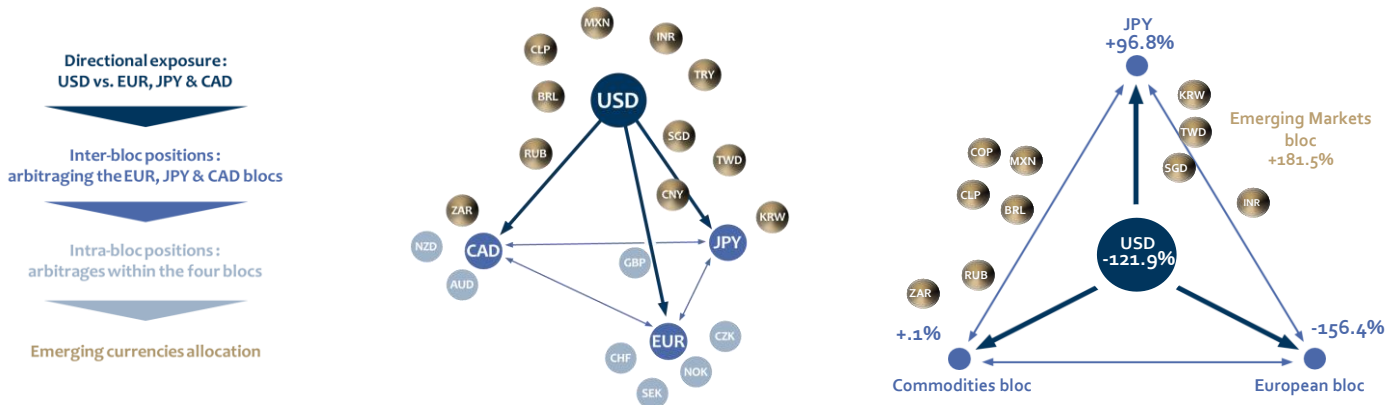 Directional exposure :
USD vs. EUR, JPY & CAD
Inter-bloc positions :
arbitraging the EUR, JPY & CAD blocs
Intra-bloc positions :
arbitrages within the four blocs
Emerging currencies allocation
MXN
INR
CLP
TRY
BRL
USD
SGD
RUB
TWD
CNY
ZAR
KRW
NZD
CAD
GBP
JPY
AUD
EUR
CZK
CHF
NOK
SEK
JPY
+96.8%
KRW
Emerging Markets
bloc
+181.5%
TWD
COP
MXN
SGD
CLP
BRL
INR
USD
-121.9%
RUB
ZAR
+.1%
-156.4%
Commodities bloc
European bloc